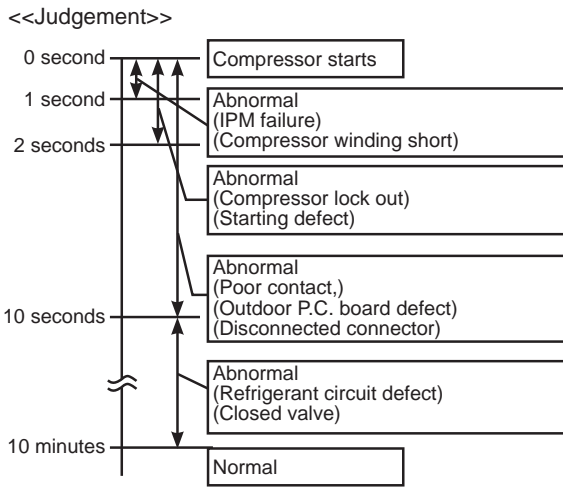 <<Judgement>>
0 second
Compressor starts
1 second
Abnormal
(IPM failure)
(Compressor winding short)
2 seconds
Abnormal
(Compressor lock out)
(Starting defect)
Abnormal
(Poor contact,)
(Outdoor P.C. board defect)
(Disconnected connector)
10 seconds
Abnormal
(Refrigerant circuit defect)
(Closed valve)
10 minutes
Normal